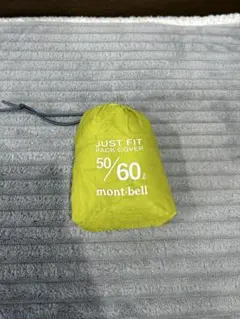 JUST FIT
PACK COVER
50/60ℓ
mont·bell